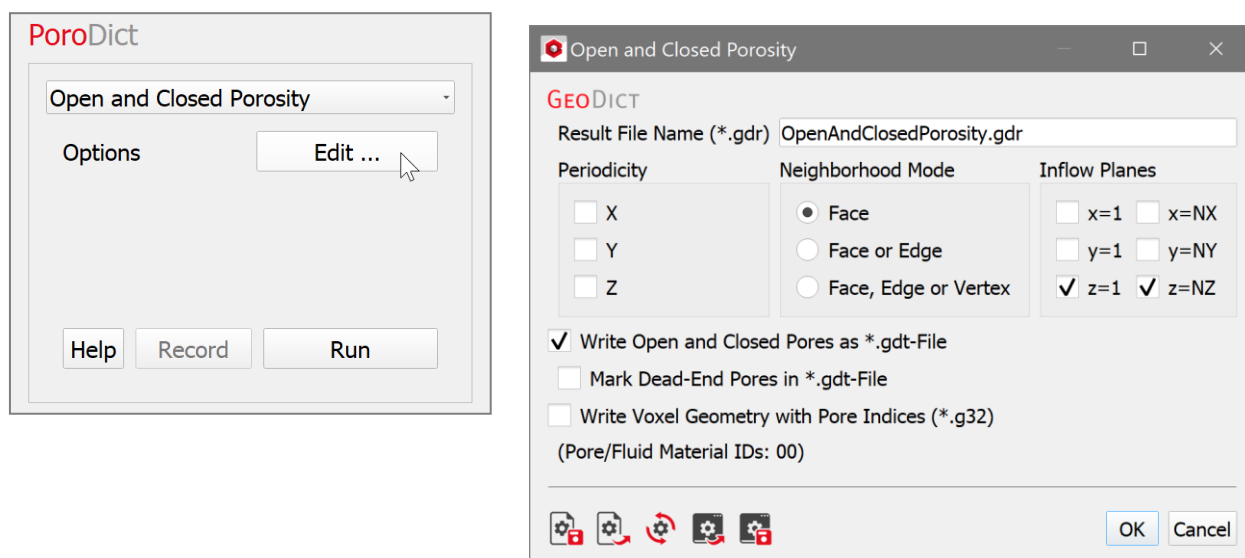 PoroDict
Open and Closed Porosity
Options Edit ...
Help Record Run
Open and Closed Porosity
GEODICT
Result File Name (*.gdr) OpenAndClosedPorosity.gdr
Periodicity Neighborhood Mode Inflow Planes
X Face x=1 x=NX
Y Face or Edge y=1 y=NY
Z Face, Edge or Vertex z=1 z=NZ
Write Open and Closed Pores as *.gdt-File
Mark Dead-End Pores in *.gdt-File
Write Voxel Geometry with Pore Indices (*.g32)
(Pore/Fluid Material IDs: 00)
OK Cancel